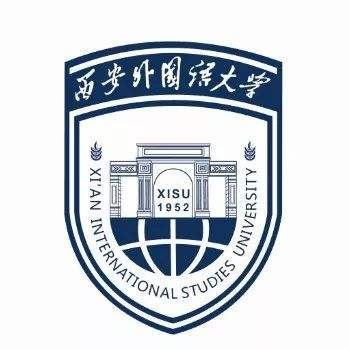 西安外国语大学
XISU
1952
XI'AN INTERNATIONAL STUDIES UNIVERSITY